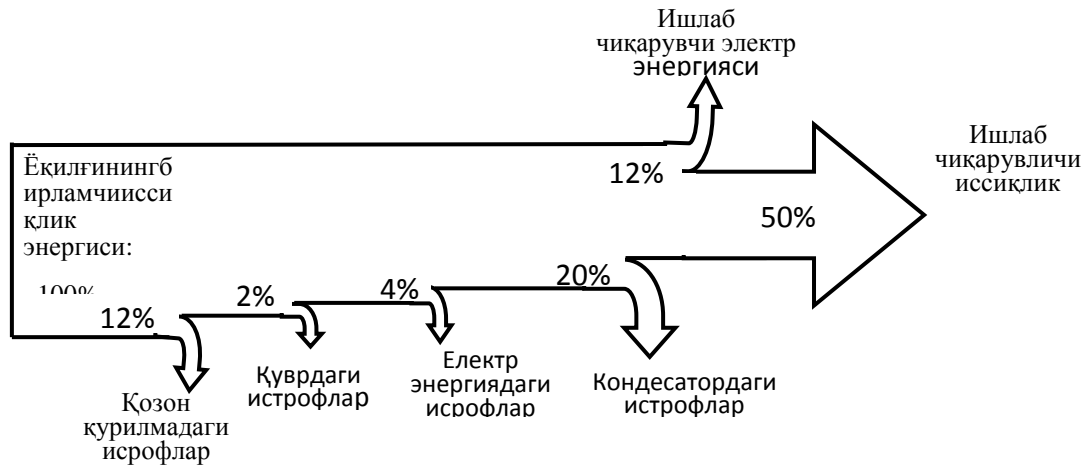 Ишлаб
чиқарувчи электр
энергияси
Ишлаб
чиқарувличи
иссиқлик
Ёқилғинингб
ирламчиисси
қлик
энергиси:
100%
12%
50%
12%
2%
4%
20%
Қозон
қурилмадаги
исрофлар
Қуврдаги
истрофлар
Електр
энергиядаги
исрофлар
Кондесатордаги
истрофлар